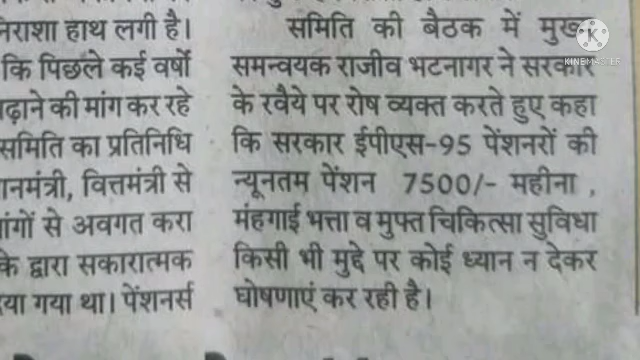 निराशा हाथ लगी है।
कि पिछले कई वर्षों
बढ़ाने की मांग कर रहे
समिति का प्रतिनिधि
वित्तमंत्री से
से अवगत करा
के द्वारा सकारात्मक
गया था। पेंशनर्स
समिति की बैठक में मुख्य
समन्वयक राजीव भटनागर ने सरकार
के रवैये पर रोष व्यक्त करते हुए कहा
कि सरकार ईपीएस-95 पेंशनरों की
न्यूनतम पेंशन 7500/- महीना ,
मंहगाई भत्ता व मुफ्त चिकित्सा सुविधा
किसी भी मुद्दे पर कोई ध्यान न देकर
घोषणाएं कर रही है।
K
KINEMASTER